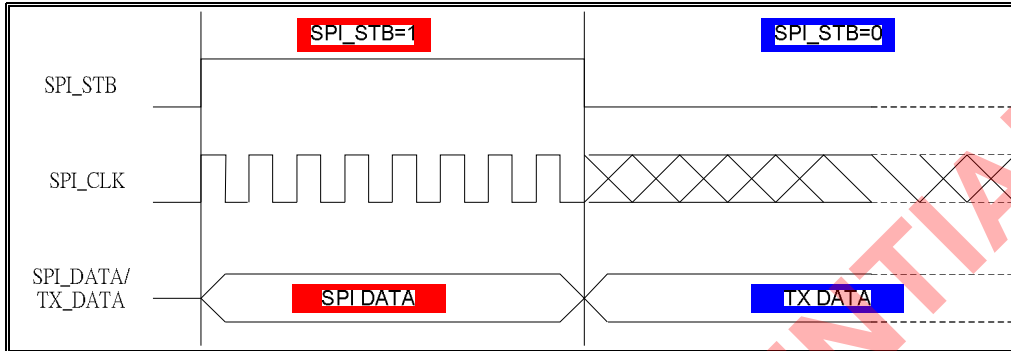 SPI_STB=1
SPI_STB=0
SPI_STB
SPI_CLK
SPI_DATA/
TX_DATA
SPI DATA
TX DATA